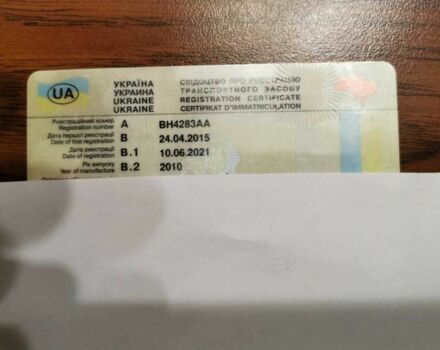 UA
УКРАЇНА
УКРАИНА
UKRAINE
UKRAINE
СВІДОЦТВО ПРО РЕЄСТРАЦІЮ
ТРАНСПОРТНОГО ЗАСОБУ
REGISTRATION CERTIFICATE
CERTIFIKAT D'IMMATRICULATION
Реєстраційний номер
Registration number A BH4283AA
Дата першої реєстрації
Date of first registration B 24.04.2015
Дата реєстрації
Date of registration B.1 10.06.2021
Рік випуску
Year of manufacture B.2 2010